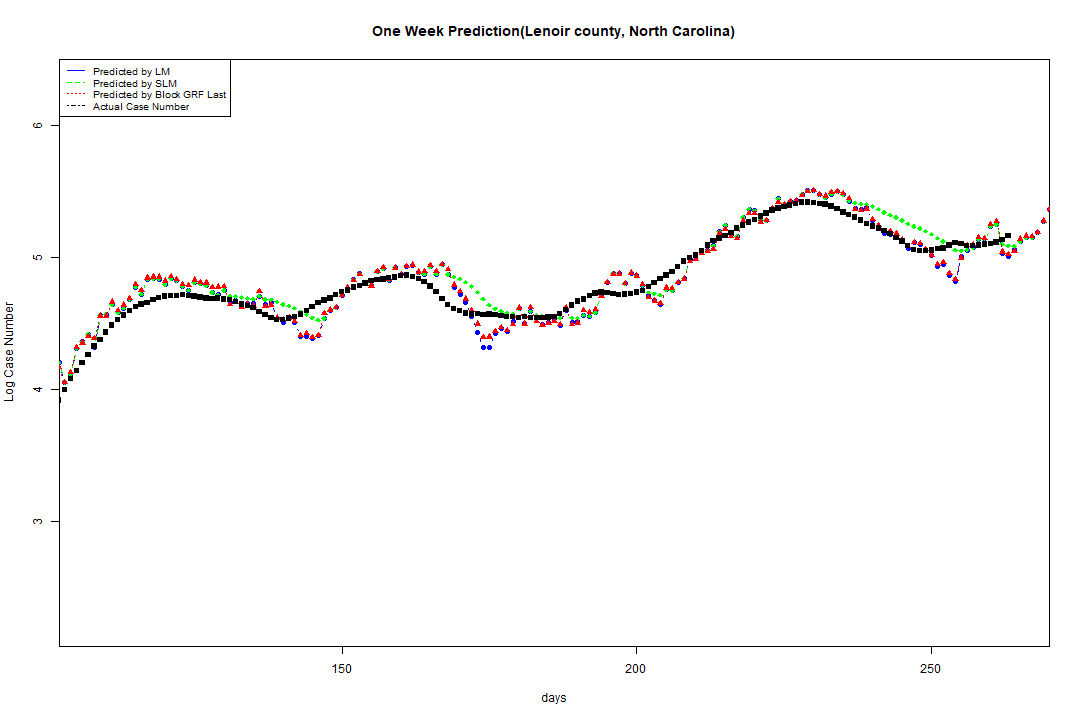 One Week Prediction(Lenoir county, North Carolina)
Predicted by LM
Predicted by SLM
Predicted by Block GRF Last
Actual Case Number
6
5
4
3
Log Case Number
150
200
250
days